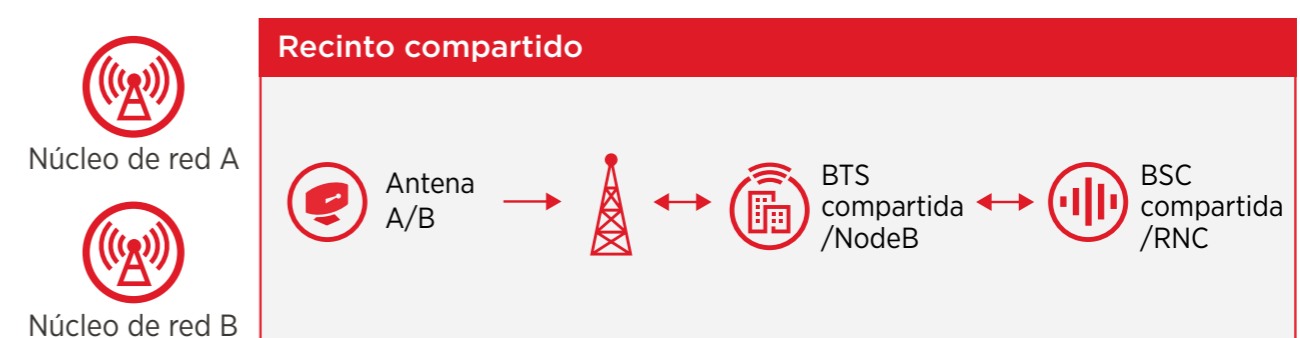 Recinto compartido
Núcleo de red A
Núcleo de red B
Antena
A/B
BTS
compartida
/NodeB
BSC
compartida
/RNC